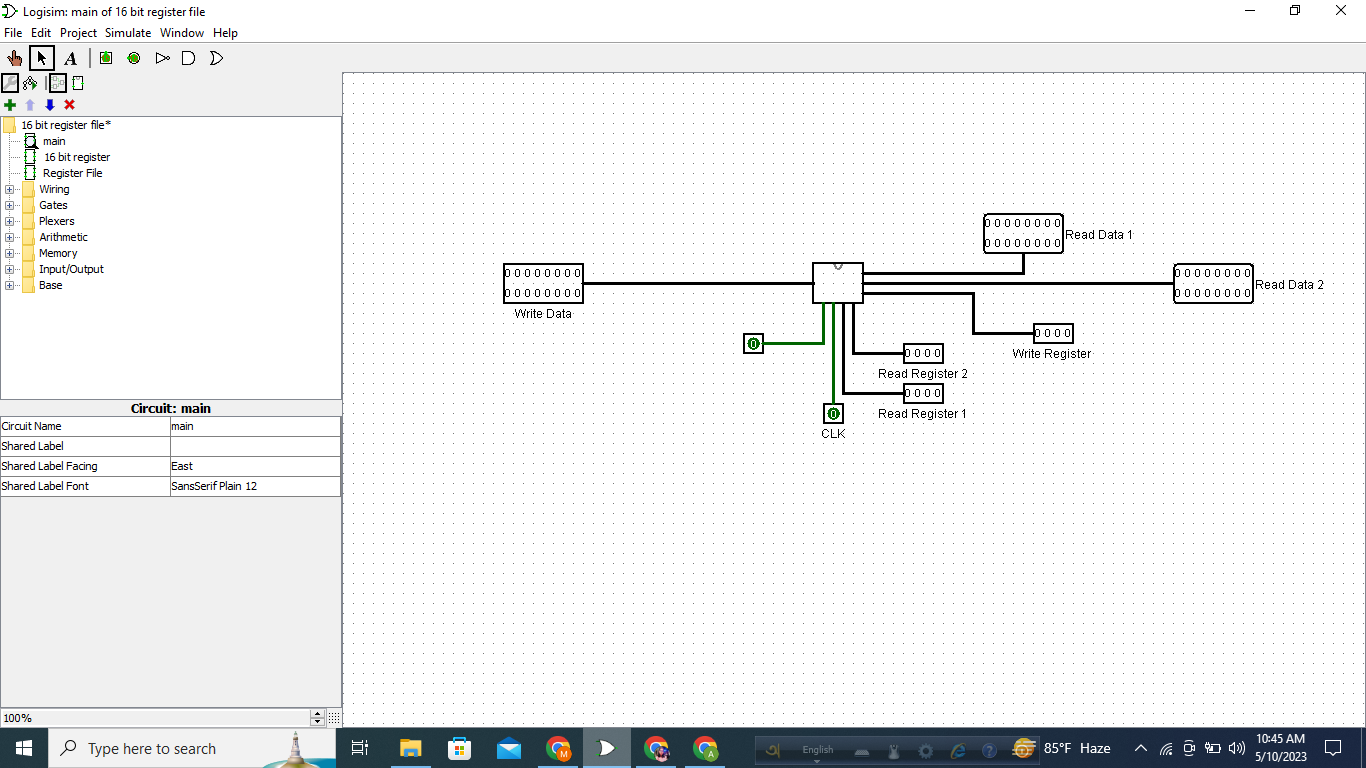 Logisim: main of 16 bit register file
File Edit Project Simulate Window Help
A
16 bit register file*
main
16 bit register
Register File
Wiring
Gates
Plexers
Arithmetic
Memory
Input/Output
Base
Circuit: main
Circuit Name main
Shared Label
Shared Label Facing East
Shared Label Font SansSerif Plain 12
100%
0 0 0 0 0 0 0 0
0 0 0 0 0 0 0 0
Read Data 1
0 0 0 0 0 0 0 0
0 0 0 0 0 0 0 0
Write Data
0 0 0 0 0 0 0 0
0 0 0 0 0 0 0 0
Read Data 2
0
0 0 0 0
Write Register
0 0 0 0
Read Register 2
0 0 0 0
Read Register 1
0
CLK
Type here to search
M
A
অ
English
85°F Haze
10:45 AM
5/10/2023